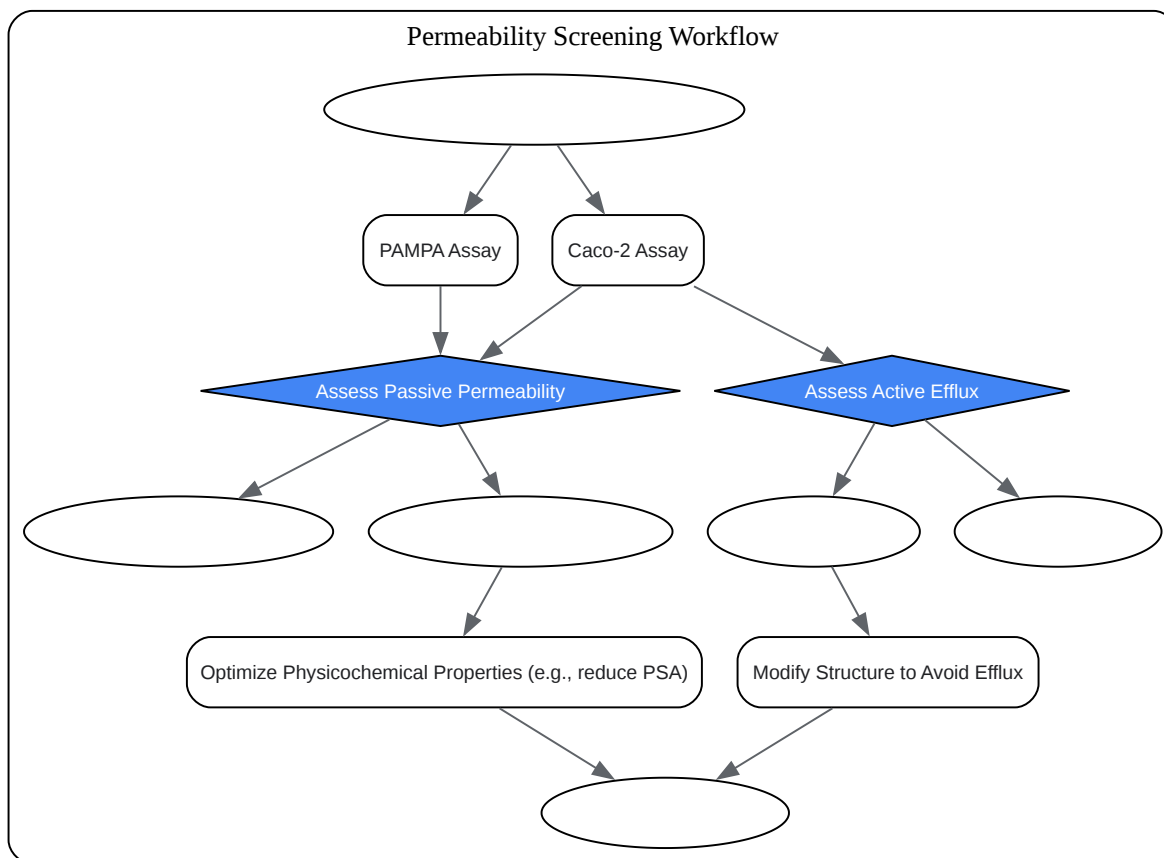 Permeability Screening Workflow
PAMPA Assay
Caco-2 Assay
Assess Passive Permeability
Assess Active Efflux
Optimize Physicochemical Properties (e.g., reduce PSA)
Modify Structure to Avoid Efflux